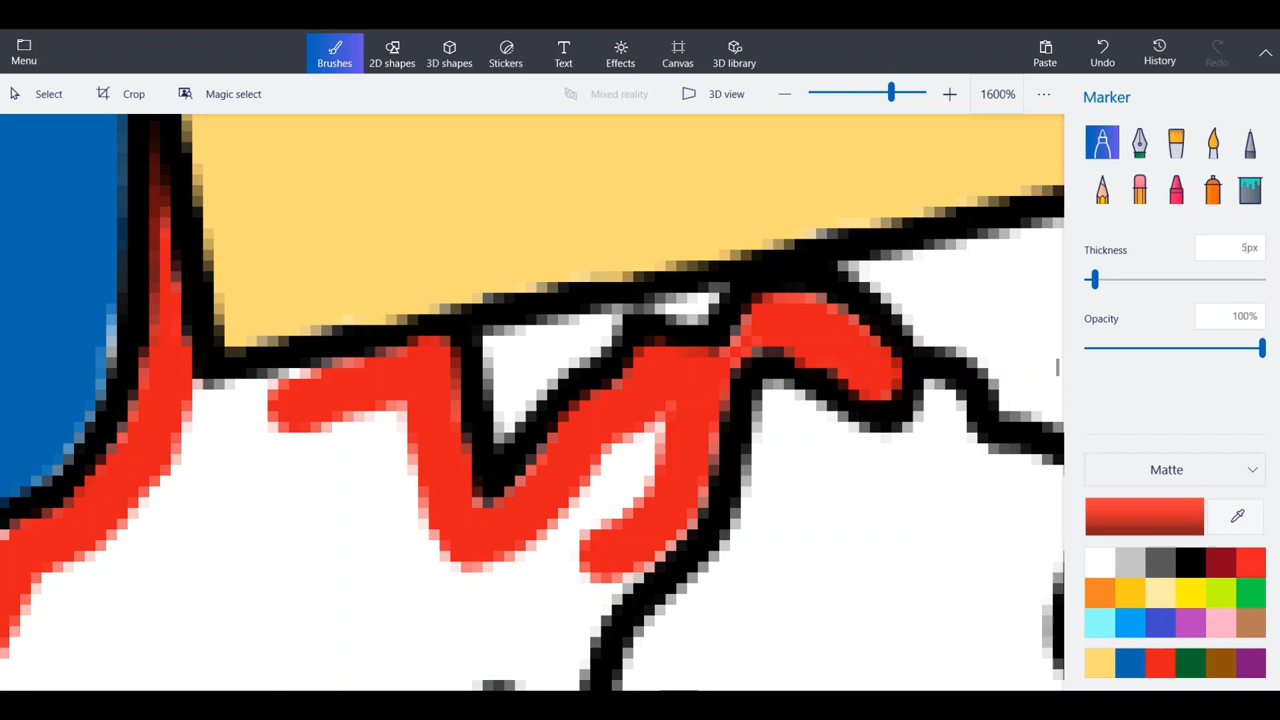 Menu
Brushes
2D shapes
3D shapes
Stickers
Text
Effects
Canvas
3D library
Paste
Undo
History
Redo
Select
Crop
Magic select
Mixed reality
3D view
1600%
Marker
Thickness
5px
Opacity
100%
Matte